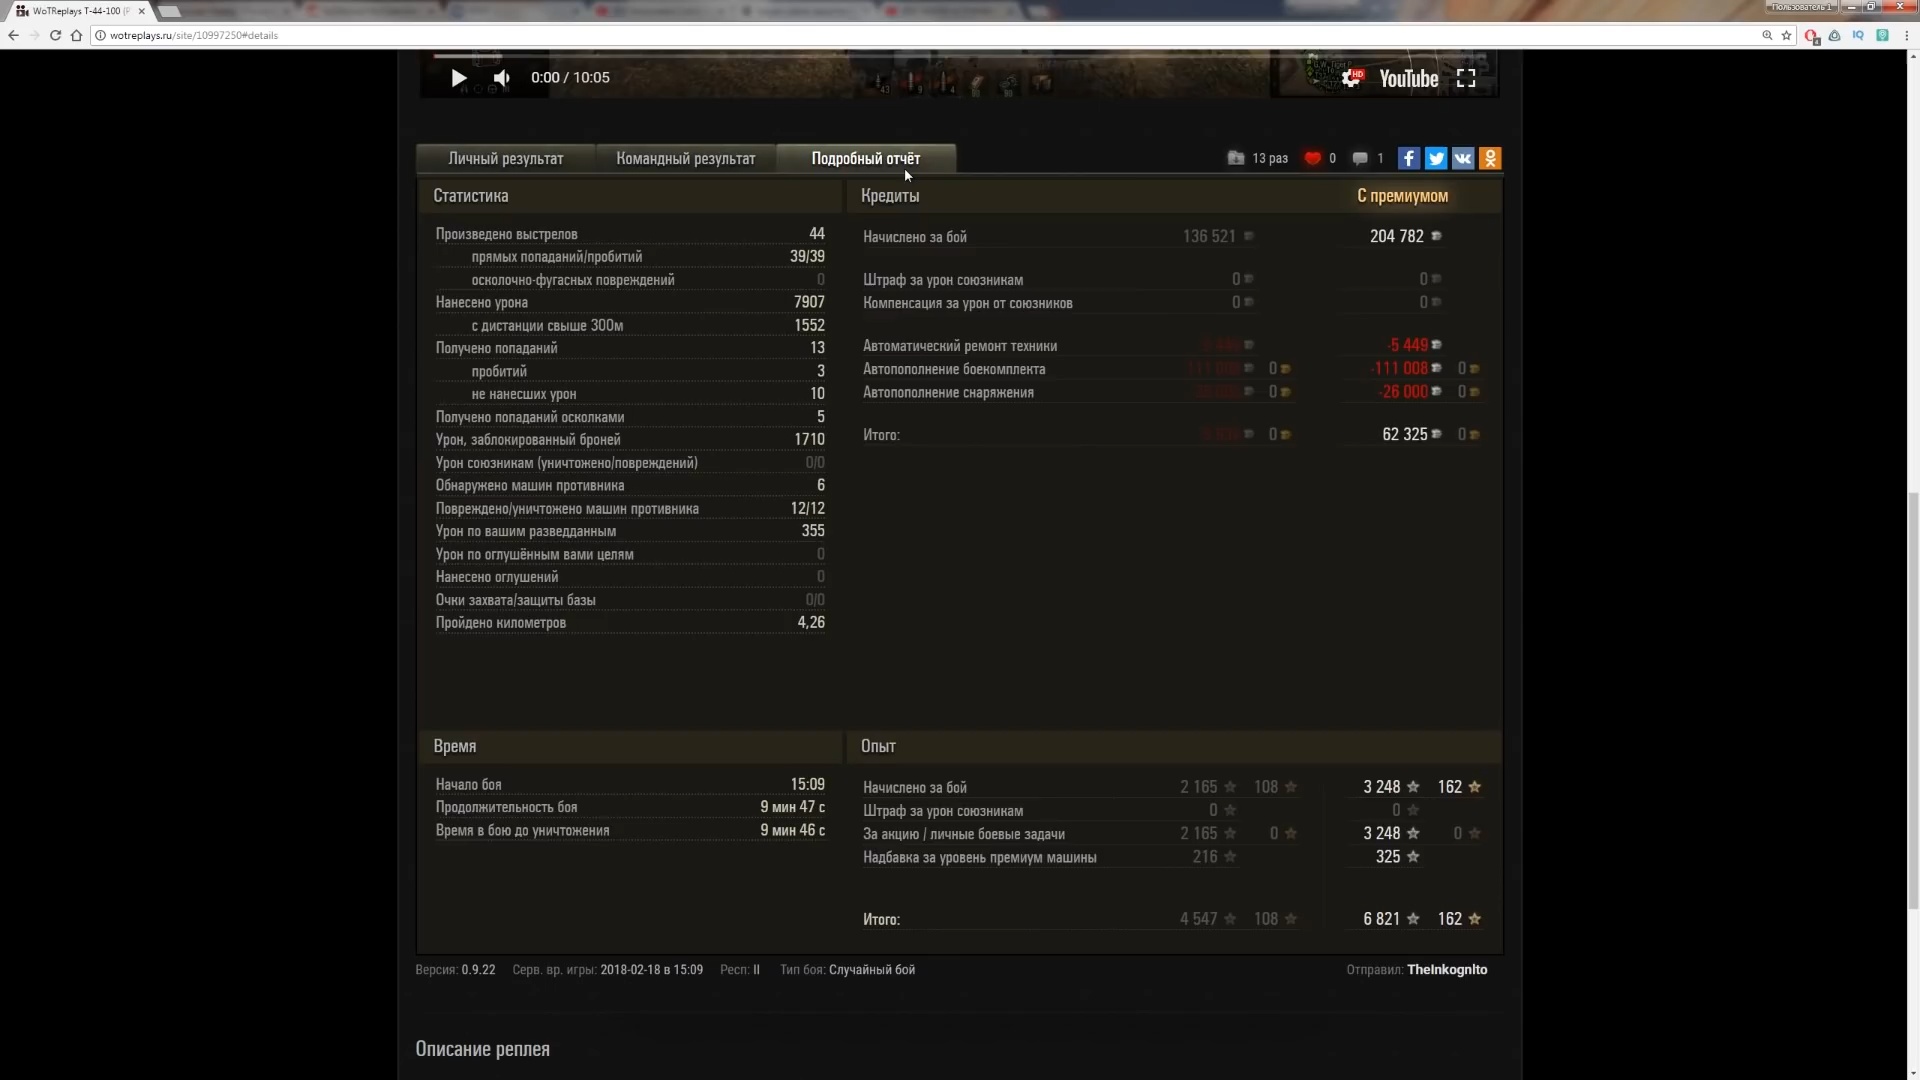 WoTReplays T-44-100 (Р
Пользователь 1
wotreplays.ru/site/10997250#details
0:00 / 10:05
HD YouTube
Личный результат Командный результат Подробный отчёт 13 раз 0 1
Статистика
Произведено выстрелов 44
прямых попаданий/пробитий 39/39
осколочно-фугасных повреждений 0
Нанесено урона 7907
с дистанции свыше 300м 1552
Получено попаданий 13
пробитий 3
не нанесших урон 10
Получено попаданий осколками 5
Урон, заблокированный броней 1710
Урон союзникам (уничтожено/повреждений) 0/0
Обнаружено машин противника 6
Повреждено/уничтожено машин противника 12/12
Урон по вашим разведданным 355
Урон по оглушённым вами целям 0
Нанесено оглушений 0
Очки захвата/защиты базы 0/0
Пройдено километров 4,26
Кредиты С премиумом
Начислено за бой 136 521 204 782
Штраф за урон союзникам 0 0
Компенсация за урон от союзников 0 0
Автоматический ремонт техники -5 449
Автопополнение боекомплекта 0 -111 008 0
Автопополнение снаряжения 0 -26 000 0
Итого: 0 62 325 0
Время
Начало боя 15:09
Продолжительность боя 9 мин 47 с
Время в бою до уничтожения 9 мин 46 с
Опыт
Начислено за бой 2 165 108 3 248 162
Штраф за урон союзникам 0 0
За акцию / личные боевые задачи 2 165 0 3 248 0
Надбавка за уровень премиум машины 216 325
Итого: 4 547 108 6 821 162
Версия: 0.9.22 Серв. вр. игры: 2018-02-18 в 15:09 Респ: II Тип боя: Случайный бой Отправил: TheInkognIto
Описание реплея